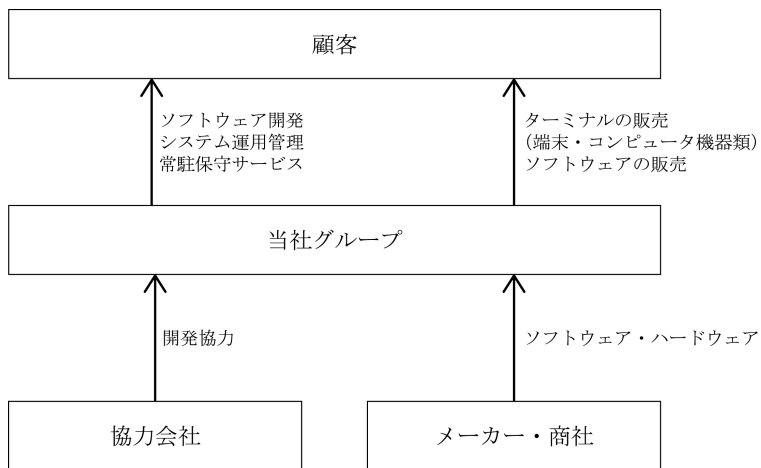 顧客
ソフトウェア開発
システム運用管理
常駐保守サービス
ターミナルの販売
(端末・コンピュータ機器類)
ソフトウェアの販売
当社グループ
開発協力
ソフトウェア・ハードウェア
協力会社
メーカー・商社